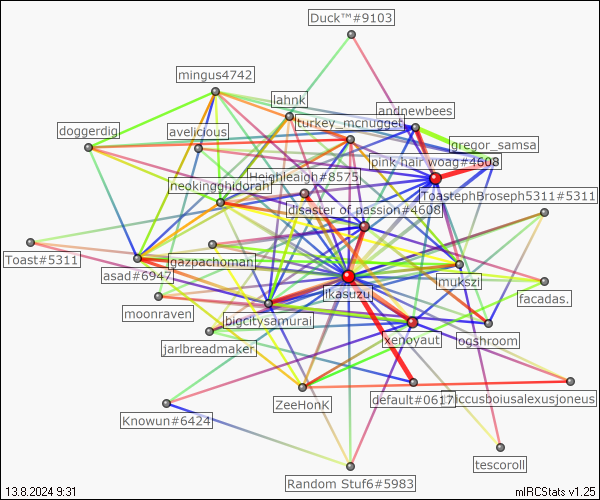 Duck™#9103
mingus4742
lahnk
andnewbees
turkey_mcnugget
doggerdig
avelicious
gregor_samsa
pink hair woag#4608
Heighleaigh#8575
neokingghidorah
ToastephBroseph5311#5311
disaster of passion#4608
Toast#5311
gazpachoman
asad#6947
mukszi
ikasuzu
facadas.
moonraven
bigcitysamurai
xenoyaut
ogshroom
jarlbreadmaker
ZeeHonK
default#0617
iccusboiusalexusjoneus
Knowun#6424
tescoroll
Random Stuf6#5983
13.8.2024 9:31
mIRCStats v1.25